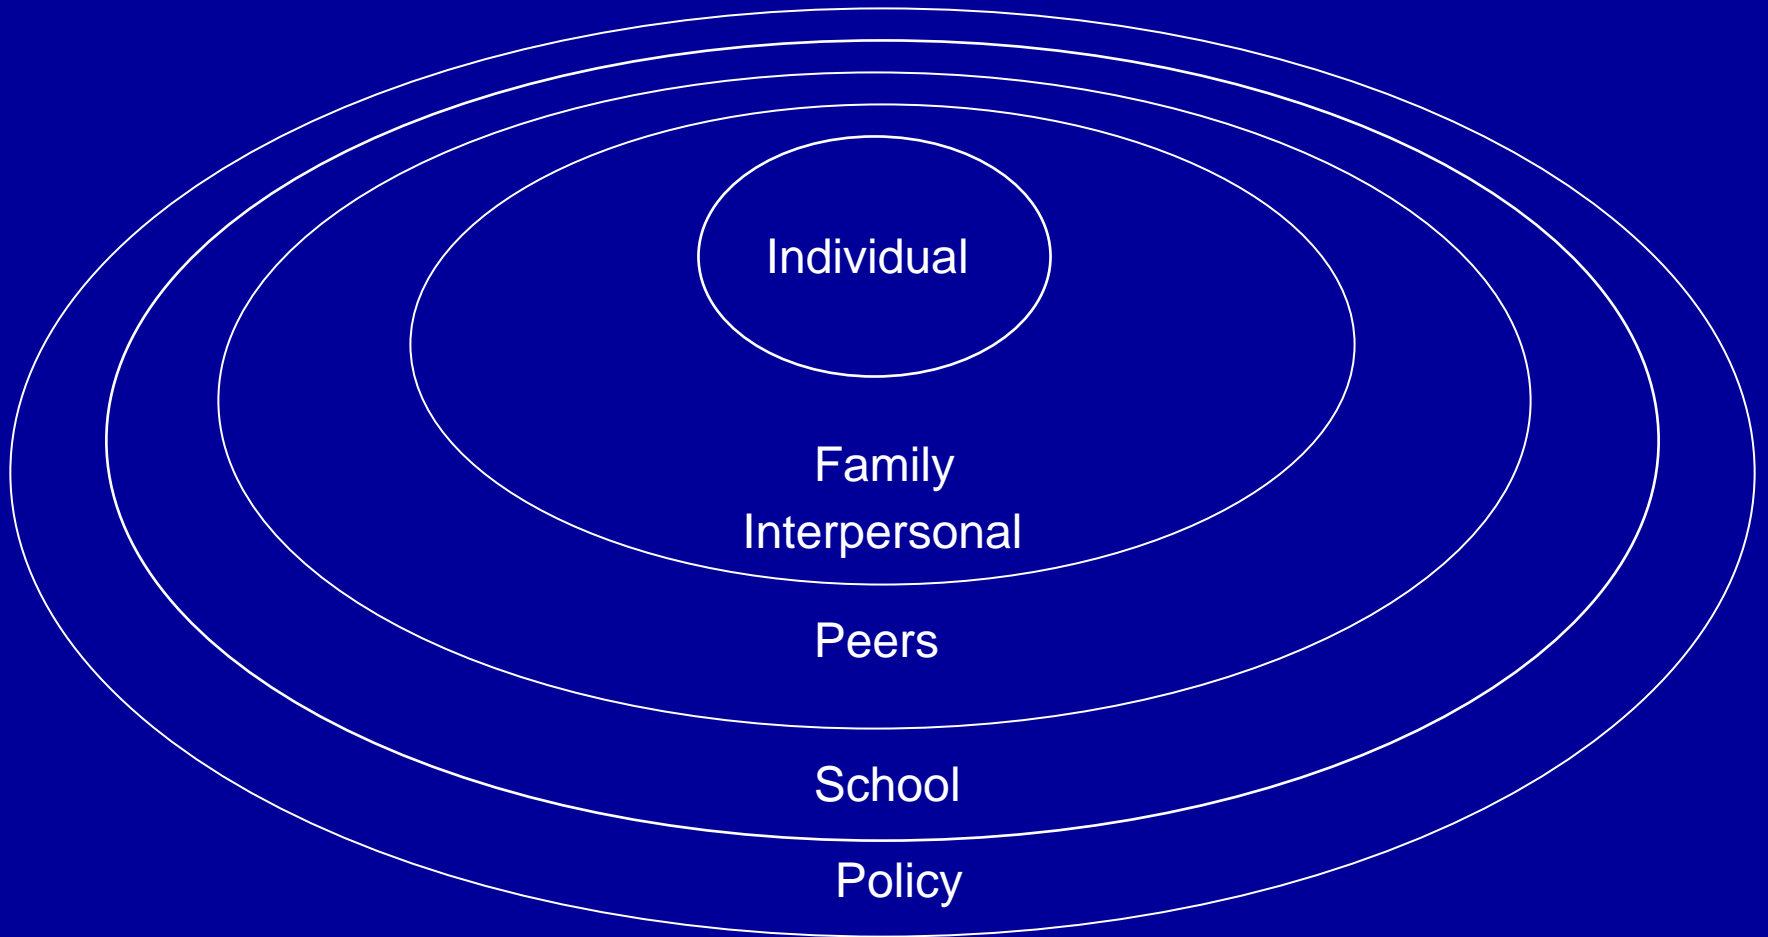 Individual
Family
Interpersonal
Peers
School
Policy